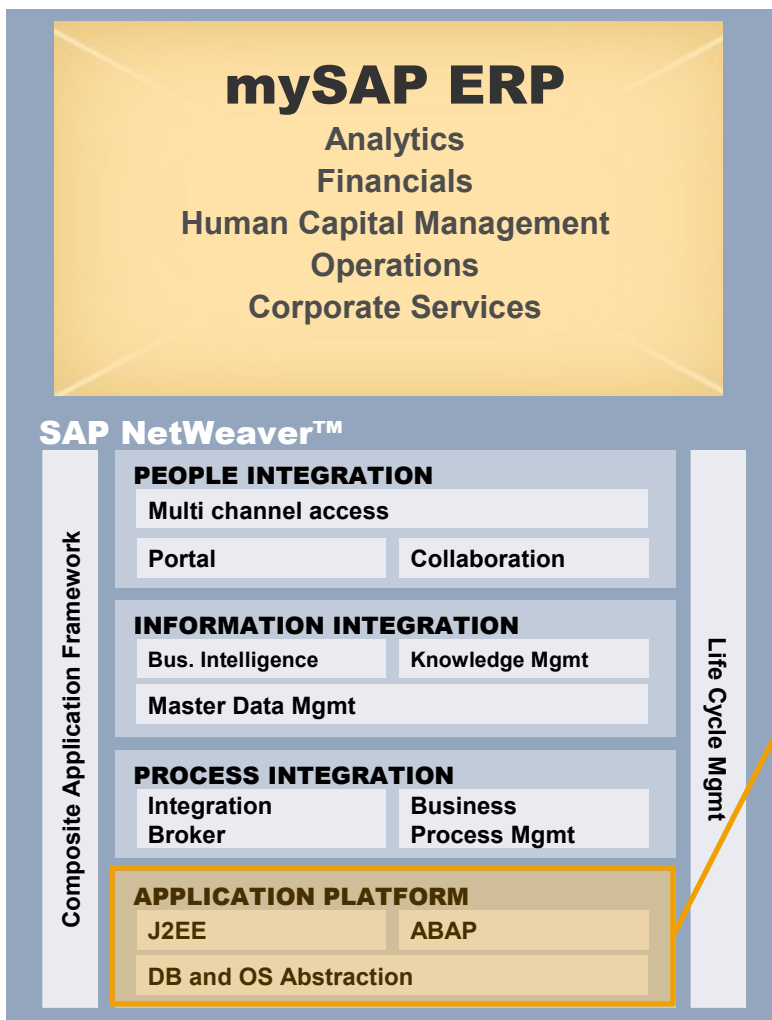 mySAP ERP
Analytics
Financials
Human Capital Management
Operations
Corporate Services
SAP NetWeaver™
Composite Application Framework
PEOPLE INTEGRATION
Multi channel access
Portal
Collaboration
INFORMATION INTEGRATION
Bus. Intelligence
Knowledge Mgmt
Master Data Mgmt
PROCESS INTEGRATION
Integration
Broker
Business
Process Mgmt
APPLICATION PLATFORM
J2EE
ABAP
DB and OS Abstraction
Life Cycle Mgmt